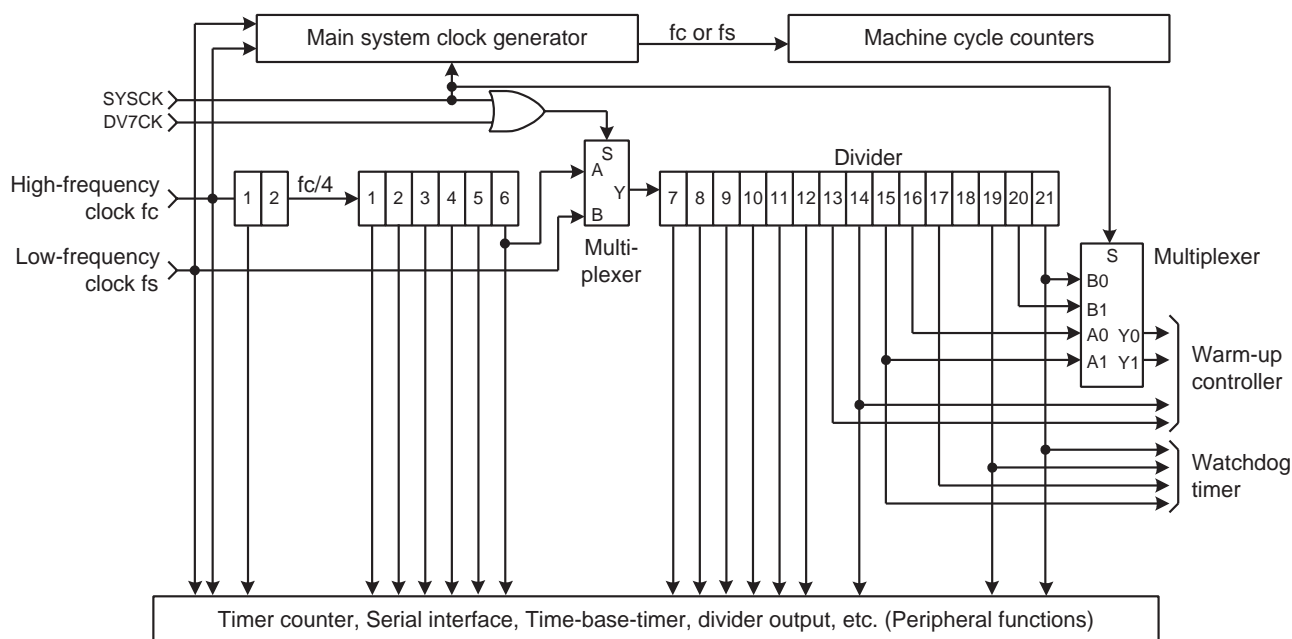 Main system clock generator
fc or fs
Machine cycle counters
SYSCK
DV7CK
High-frequency
clock fc
Low-frequency
clock fs
1 2
fc/4
1 2 3 4 5 6
S
A
Y
B
Multi-
plexer
Divider
7 8 9 10 11 12 13 14 15 16 17 18 19 20 21
S
B0
B1
A0 Y0
A1 Y1
Multiplexer
Warm-up
controller
Watchdog
timer
Timer counter, Serial interface, Time-base-timer, divider output, etc. (Peripheral functions)